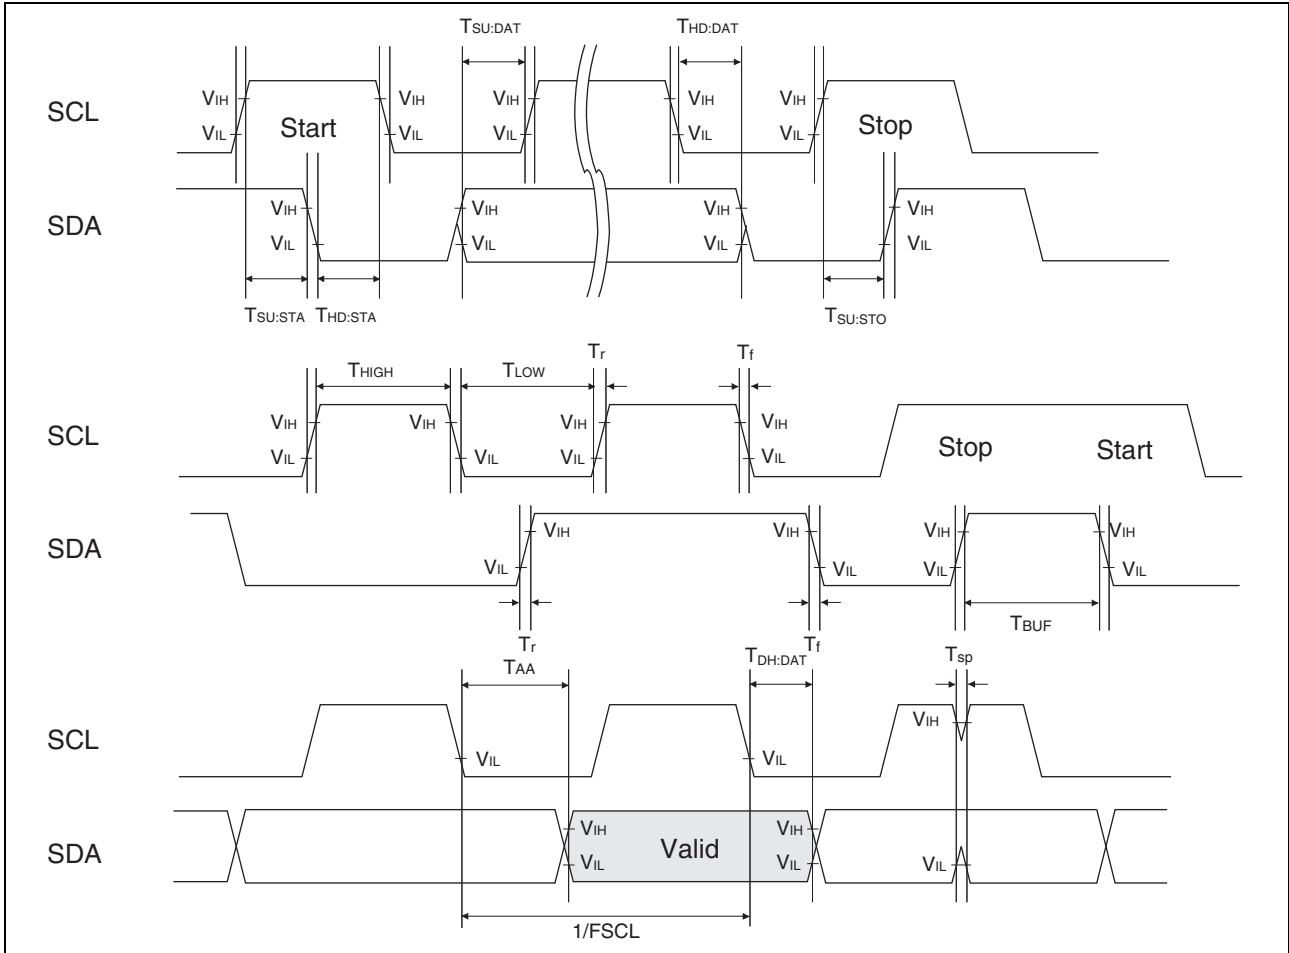 TSU:DAT THD:DAT
SCL VIH VIH VIH VIH VIH
VIL VIL VIL VIL VIL
Start Stop
SDA VIH VIH VIH VIH
VIL VIL VIL VIL
TSU:STA THD:STA TSU:STO
Tr Tf
THIGH TLOW
SCL VIH VIH VIH VIH
VIL VIL VIL VIL
Stop Start
SDA VIH VIH VIH VIH
VIL VIL VIL VIL
Tr Tf TBUF
TAA TDH:DAT Tsp
SCL VIH
VIL VIL
SDA VIH VIH
Valid
VIL VIL VIL
1/FSCL